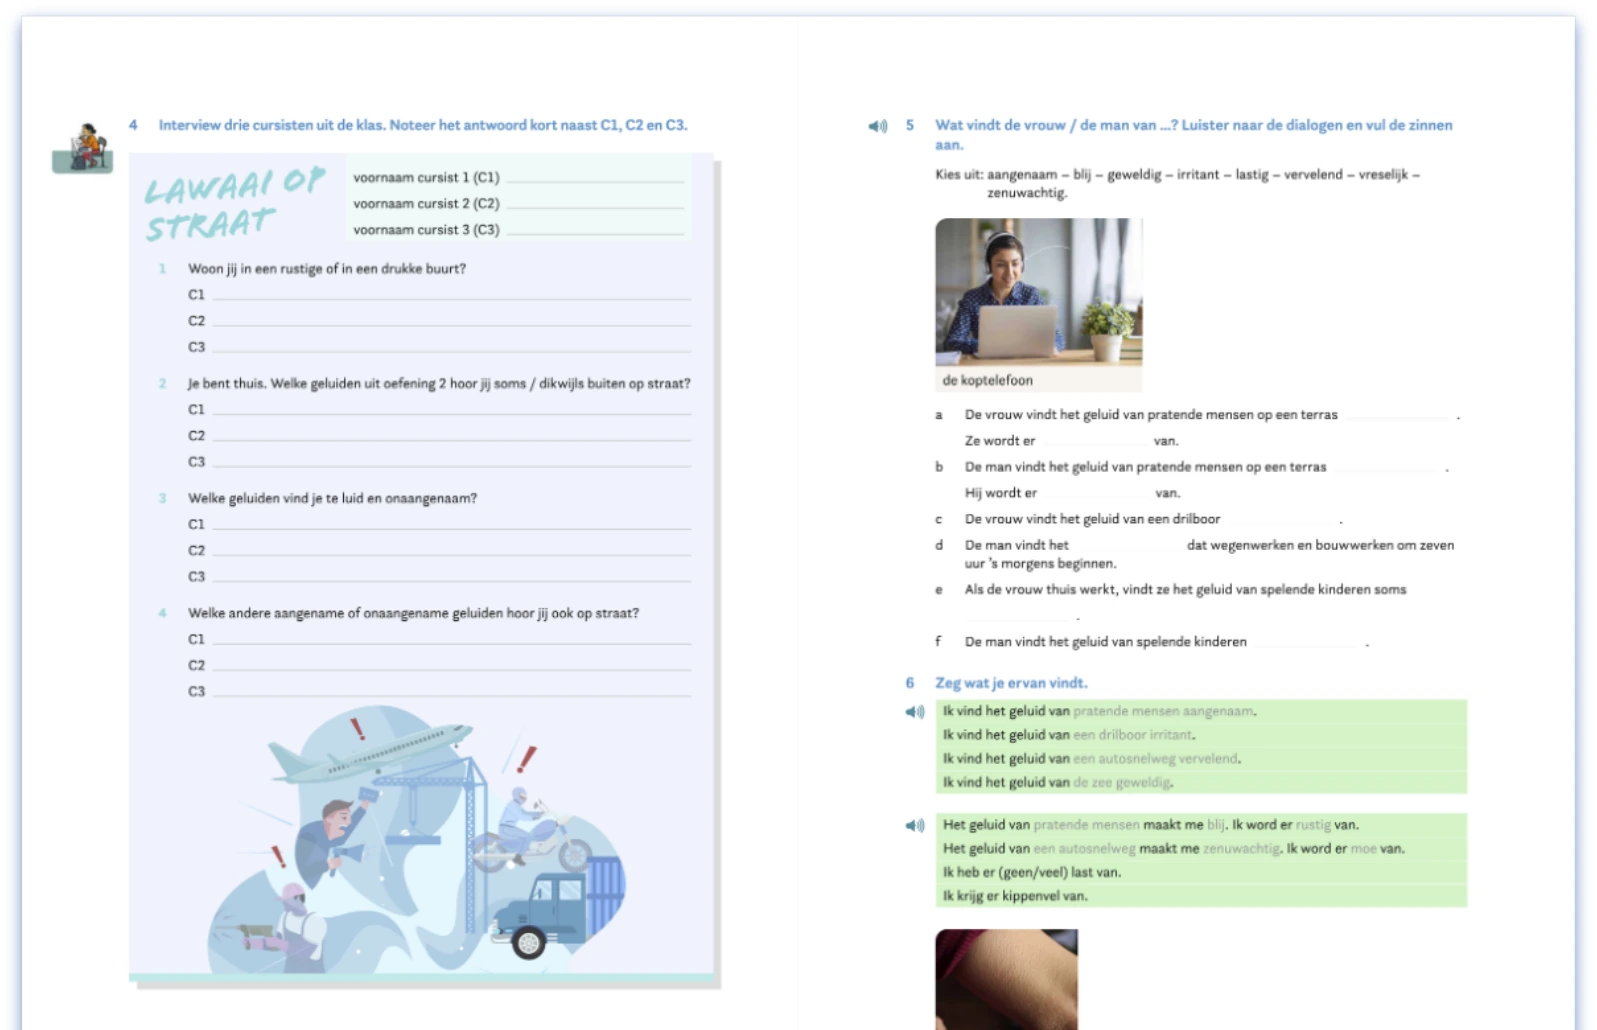 4 Interview drie cursisten uit de klas. Noteer het antwoord kort naast C1, C2 en C3.
LAWAAI OP
STRAAT
voornaam cursist 1 (C1)
voornaam cursist 2 (C2)
voornaam cursist 3 (C3)
1 Woon jij in een rustige of in een drukke buurt?
C1
C2
C3
2 Je bent thuis. Welke geluiden uit oefening 2 hoor jij soms / dikwijls buiten op straat?
C1
C2
C3
3 Welke geluiden vind je te luid en onaangenaam?
C1
C2
C3
4 Welke andere aangename of onaangename geluiden hoor jij ook op straat?
C1
C2
C3
5 Wat vindt de vrouw / de man van ...? Luister naar de dialogen en vul de zinnen
aan.
Kies uit: aangenaam – blij – geweldig – irritant – lastig – vervelend – vreselijk –
zenuwachtig.
de koptelefoon
a De vrouw vindt het geluid van pratende mensen op een terras .
Ze wordt er van.
b De man vindt het geluid van pratende mensen op een terras .
Hij wordt er van.
c De vrouw vindt het geluid van een drilboor .
d De man vindt het dat wegenwerken en bouwwerken om zeven
uur 's morgens beginnen.
e Als de vrouw thuis werkt, vindt ze het geluid van spelende kinderen soms
.
f De man vindt het geluid van spelende kinderen .
6 Zeg wat je ervan vindt.
Ik vind het geluid van pratende mensen aangenaam.
Ik vind het geluid van een drilboor irritant.
Ik vind het geluid van een autosnelweg vervelend.
Ik vind het geluid van de zee geweldig.
Het geluid van pratende mensen maakt me blij. Ik word er rustig van.
Het geluid van een autosnelweg maakt me zenuwachtig. Ik word er moe van.
Ik heb er (geen/veel) last van.
Ik krijg er kippenvel van.